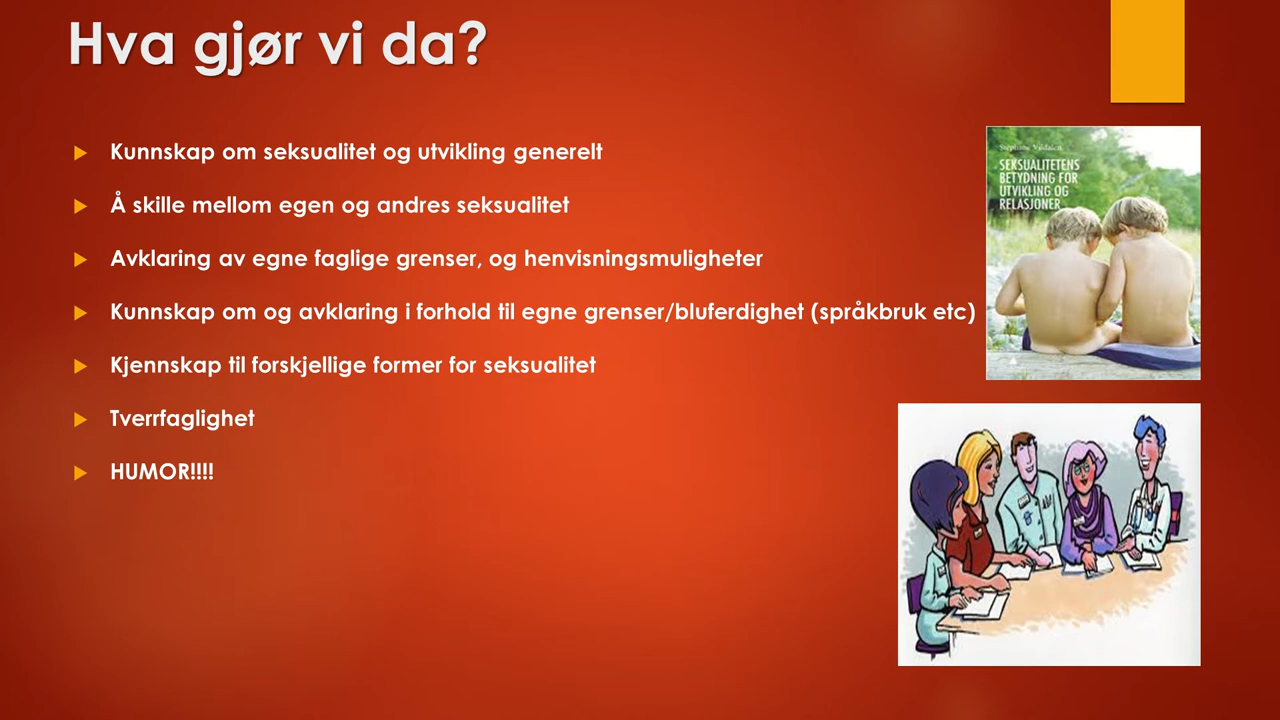 Hva gjør vi da?
Kunnskap om seksualitet og utvikling generelt
Å skille mellom egen og andres seksualitet
Avklaring av egne faglige grenser, og henvisningsmuligheter
Kunnskap om og avklaring i forhold til egne grenser/bluferdighet (språkbruk etc)
Kjennskap til forskjellige former for seksualitet
Tverrfaglighet
HUMOR!!!!
Stephane Vildalen
SEKSUALITETENS
BETYDNING FOR
UTVIKLING OG
RELASJONER